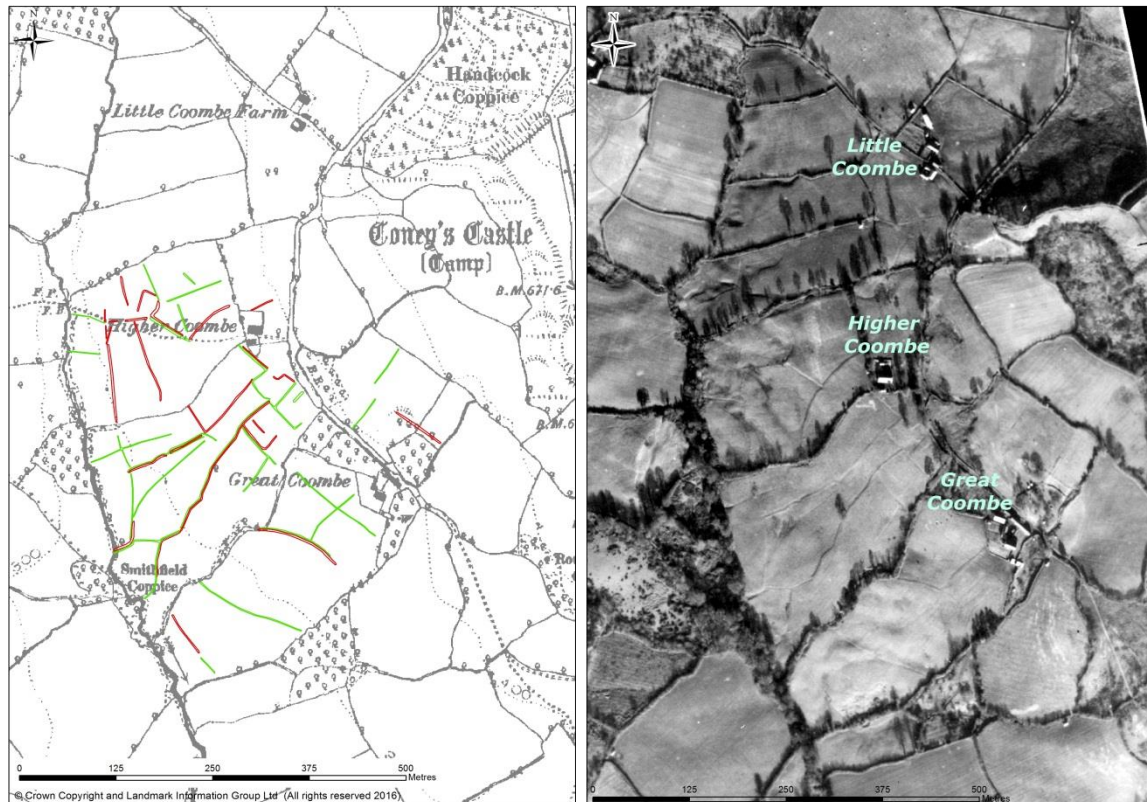 N
Handcock
Coppice
Little Coombe Farm
Coney's Castle
(Camp)
B.M.671·6
F.P.
F.B.
Higher Coombe
B.M.6
Great Coombe
Smithfield
Coppice
Ro
0 125 250 375 500
Metres
© Crown Copyright and Landmark Information Group Ltd (All rights reserved 2016)
N
Little
Coombe
Higher
Coombe
Great
Coombe
0 125 250 375 500
Metres